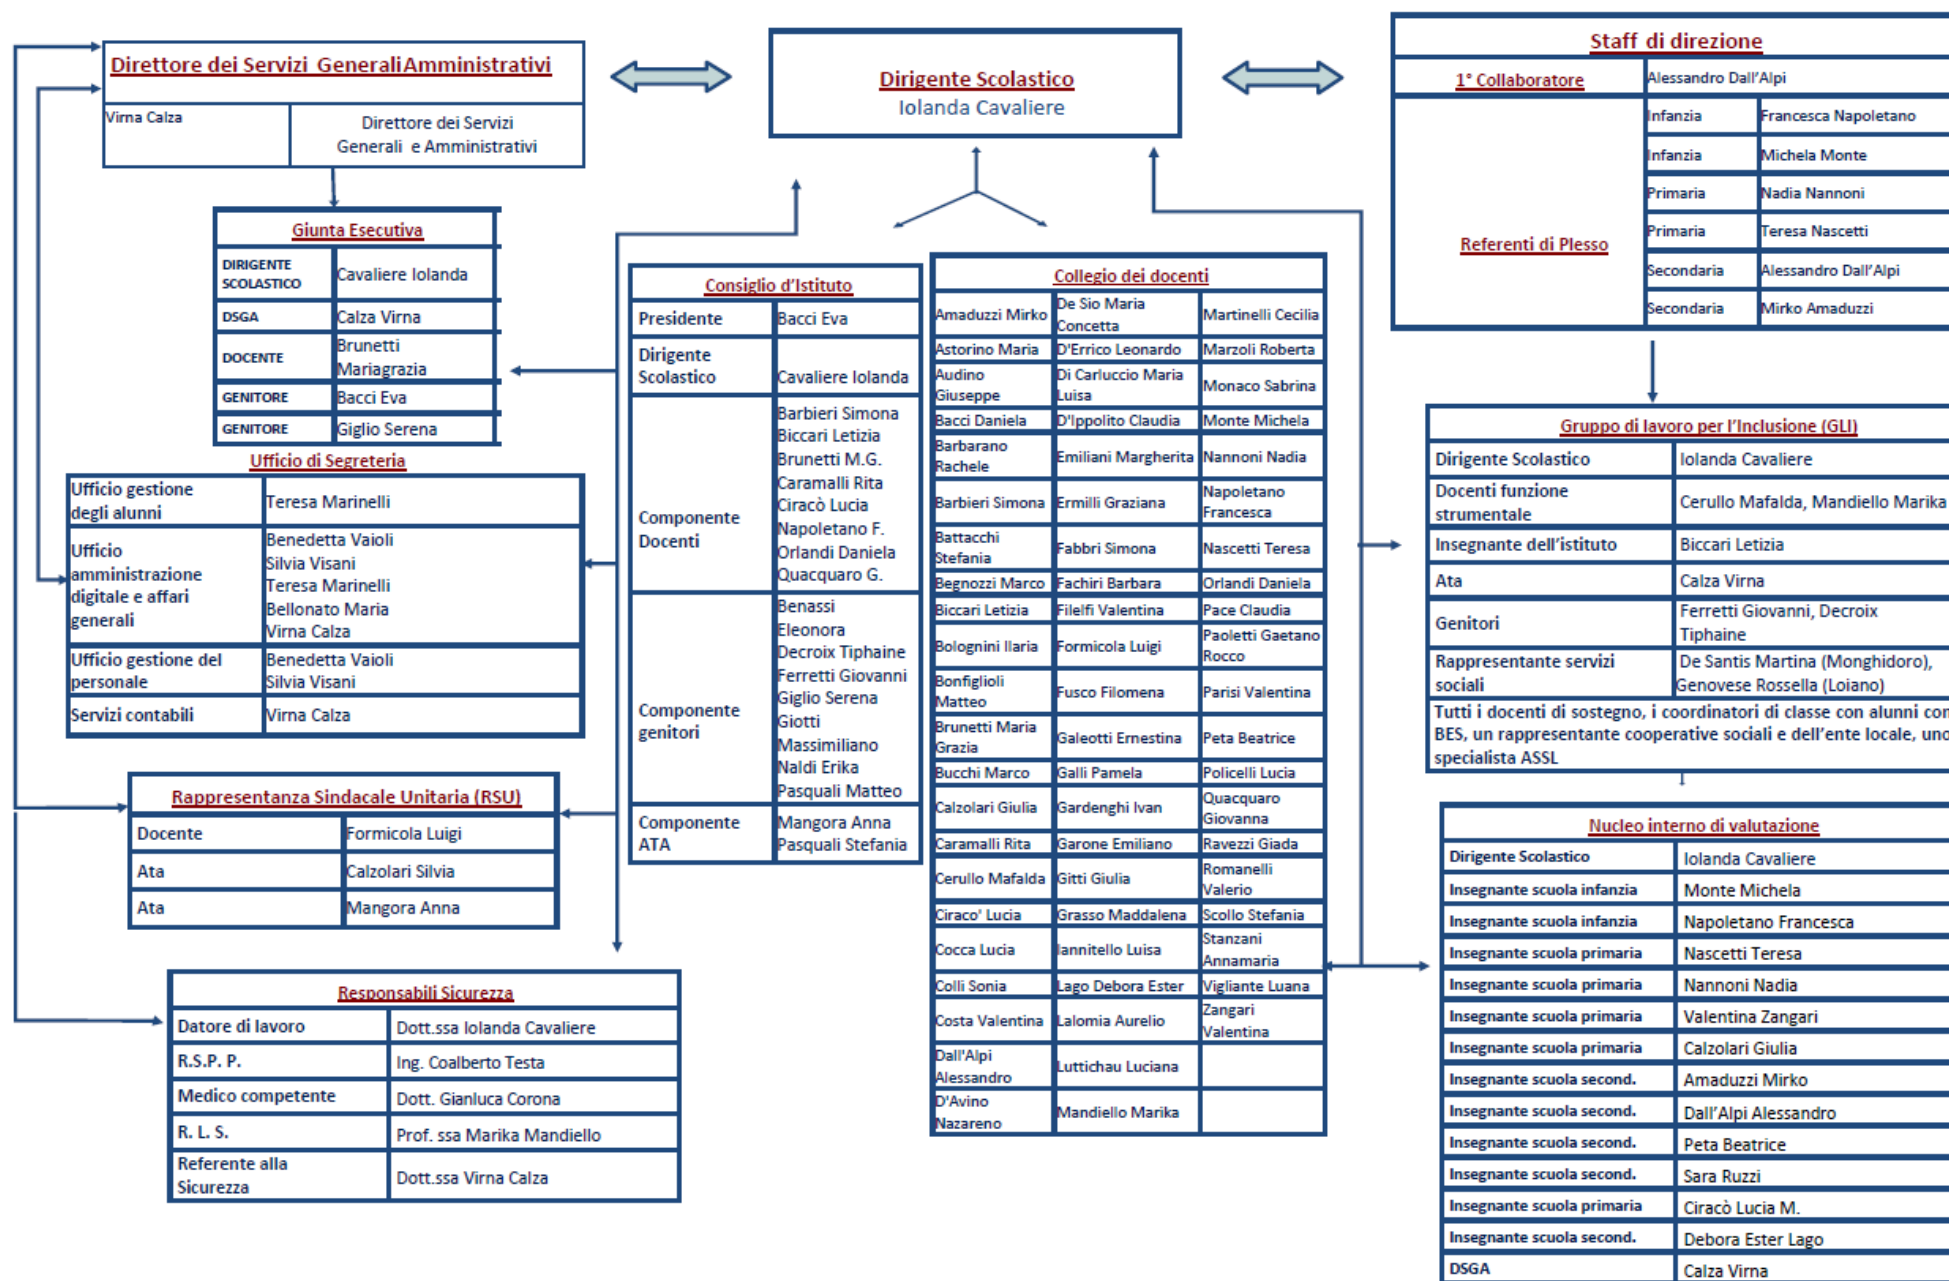 Direttore dei Servizi Generali Amministrativi
Virna Calza
Direttore dei Servizi
Generali e Amministrativi
Dirigente Scolastico
Iolanda Cavaliere
Staff di direzione
1° Collaboratore Alessandro Dall'Alpi
Referenti di Plesso
Infanzia Francesca Napoletano
Infanzia Michela Monte
Primaria Nadia Nannoni
Primaria Teresa Nascetti
Secondaria Alessandro Dall'Alpi
Secondaria Mirko Amaduzzi
Giunta Esecutiva
DIRIGENTE
SCOLASTICO
Cavaliere Iolanda
DSGA Calza Virna
DOCENTE
Brunetti
Mariagrazia
GENITORE Bacci Eva
GENITORE Giglio Serena
Ufficio di Segreteria
Ufficio gestione
degli alunni
Teresa Marinelli
Ufficio
amministrazione
digitale e affari
generali
Benedetta Vaioli
Silvia Visani
Teresa Marinelli
Bellonato Maria
Virna Calza
Ufficio gestione del
personale
Benedetta Vaioli
Silvia Visani
Servizi contabili Virna Calza
Rappresentanza Sindacale Unitaria (RSU)
Docente Formicola Luigi
Ata Calzolari Silvia
Ata Mangora Anna
Responsabili Sicurezza
Datore di lavoro Dott.ssa Iolanda Cavaliere
R.S.P. P. Ing. Coalberto Testa
Medico competente Dott. Gianluca Corona
R. L. S. Prof. ssa Marika Mandiello
Referente alla
Sicurezza
Dott.ssa Virna Calza
Consiglio d'Istituto
Presidente Bacci Eva
Dirigente
Scolastico
Cavaliere Iolanda
Componente
Docenti
Barbieri Simona
Biccari Letizia
Brunetti M.G.
Caramalli Rita
Ciracò Lucia
Napoletano F.
Orlandi Daniela
Quacquaro G.
Componente
genitori
Benassi
Eleonora
Decroix Tiphaine
Ferretti Giovanni
Giglio Serena
Giotti
Massimiliano
Naldi Erika
Pasquali Matteo
Componente
ATA
Mangora Anna
Pasquali Stefania
Collegio dei docenti
Amaduzzi Mirko
De Sio Maria
Concetta
Martinelli Cecilia
Astorino Maria D'Errico Leonardo Marzoli Roberta
Audino
Giuseppe
Di Carluccio Maria
Luisa
Monaco Sabrina
Bacci Daniela D'Ippolito Claudia Monte Michela
Barbarano
Rachele
Emiliani Margherita Nannoni Nadia
Barbieri Simona Ermilli Graziana
Napoletano
Francesca
Battacchi
Stefania
Fabbri Simona Nascetti Teresa
Begnozzi Marco Fachiri Barbara Orlandi Daniela
Biccari Letizia Filelfi Valentina Pace Claudia
Bolognini Ilaria Formicola Luigi
Paoletti Gaetano
Rocco
Bonfiglioli
Matteo
Fusco Filomena Parisi Valentina
Brunetti Maria
Grazia
Galeotti Ernestina Peta Beatrice
Bucchi Marco Galli Pamela Policelli Lucia
Calzolari Giulia Gardenghi Ivan
Quacquaro
Giovanna
Caramalli Rita Garone Emiliano Ravezzi Giada
Cerullo Mafalda Gitti Giulia
Romanelli
Valerio
Ciraco' Lucia Grasso Maddalena Scollo Stefania
Cocca Lucia Iannitello Luisa
Stanzani
Annamaria
Colli Sonia Lago Debora Ester Vigliante Luana
Costa Valentina Lalomia Aurelio
Zangari
Valentina
Dall'Alpi
Alessandro
Luttichau Luciana
D'Avino
Nazareno
Mandiello Marika
Gruppo di lavoro per l'Inclusione (GLI)
Dirigente Scolastico Iolanda Cavaliere
Docenti funzione
strumentale
Cerullo Mafalda, Mandiello Marika
Insegnante dell'istituto Biccari Letizia
Ata Calza Virna
Genitori
Ferretti Giovanni, Decroix
Tiphaine
Rappresentante servizi
sociali
De Santis Martina (Monghidoro),
Genovese Rossella (Loiano)
Tutti i docenti di sostegno, i coordinatori di classe con alunni con
BES, un rappresentante cooperative sociali e dell'ente locale, uno
specialista ASSL
Nucleo interno di valutazione
Dirigente Scolastico Iolanda Cavaliere
Insegnante scuola infanzia Monte Michela
Insegnante scuola infanzia Napoletano Francesca
Insegnante scuola primaria Nascetti Teresa
Insegnante scuola primaria Nannoni Nadia
Insegnante scuola primaria Valentina Zangari
Insegnante scuola primaria Calzolari Giulia
Insegnante scuola second. Amaduzzi Mirko
Insegnante scuola second. Dall'Alpi Alessandro
Insegnante scuola second. Peta Beatrice
Insegnante scuola second. Sara Ruzzi
Insegnante scuola primaria Ciracò Lucia M.
Insegnante scuola second. Debora Ester Lago
DSGA Calza Virna